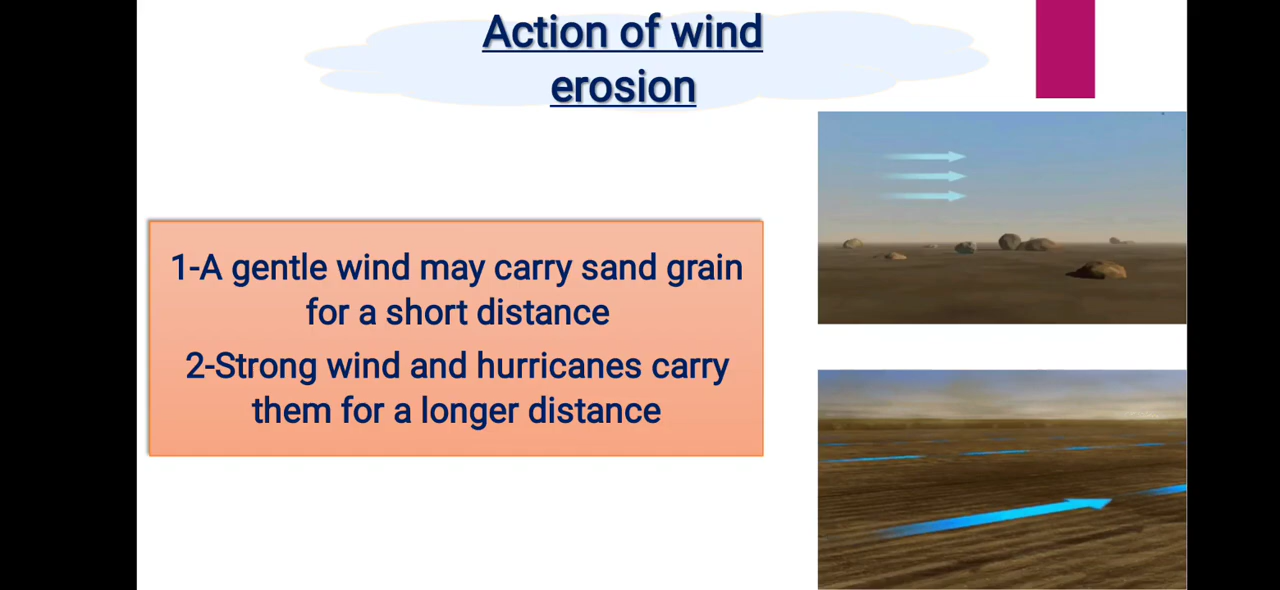 Action of wind
erosion
1-A gentle wind may carry sand grain
for a short distance
2-Strong wind and hurricanes carry
them for a longer distance